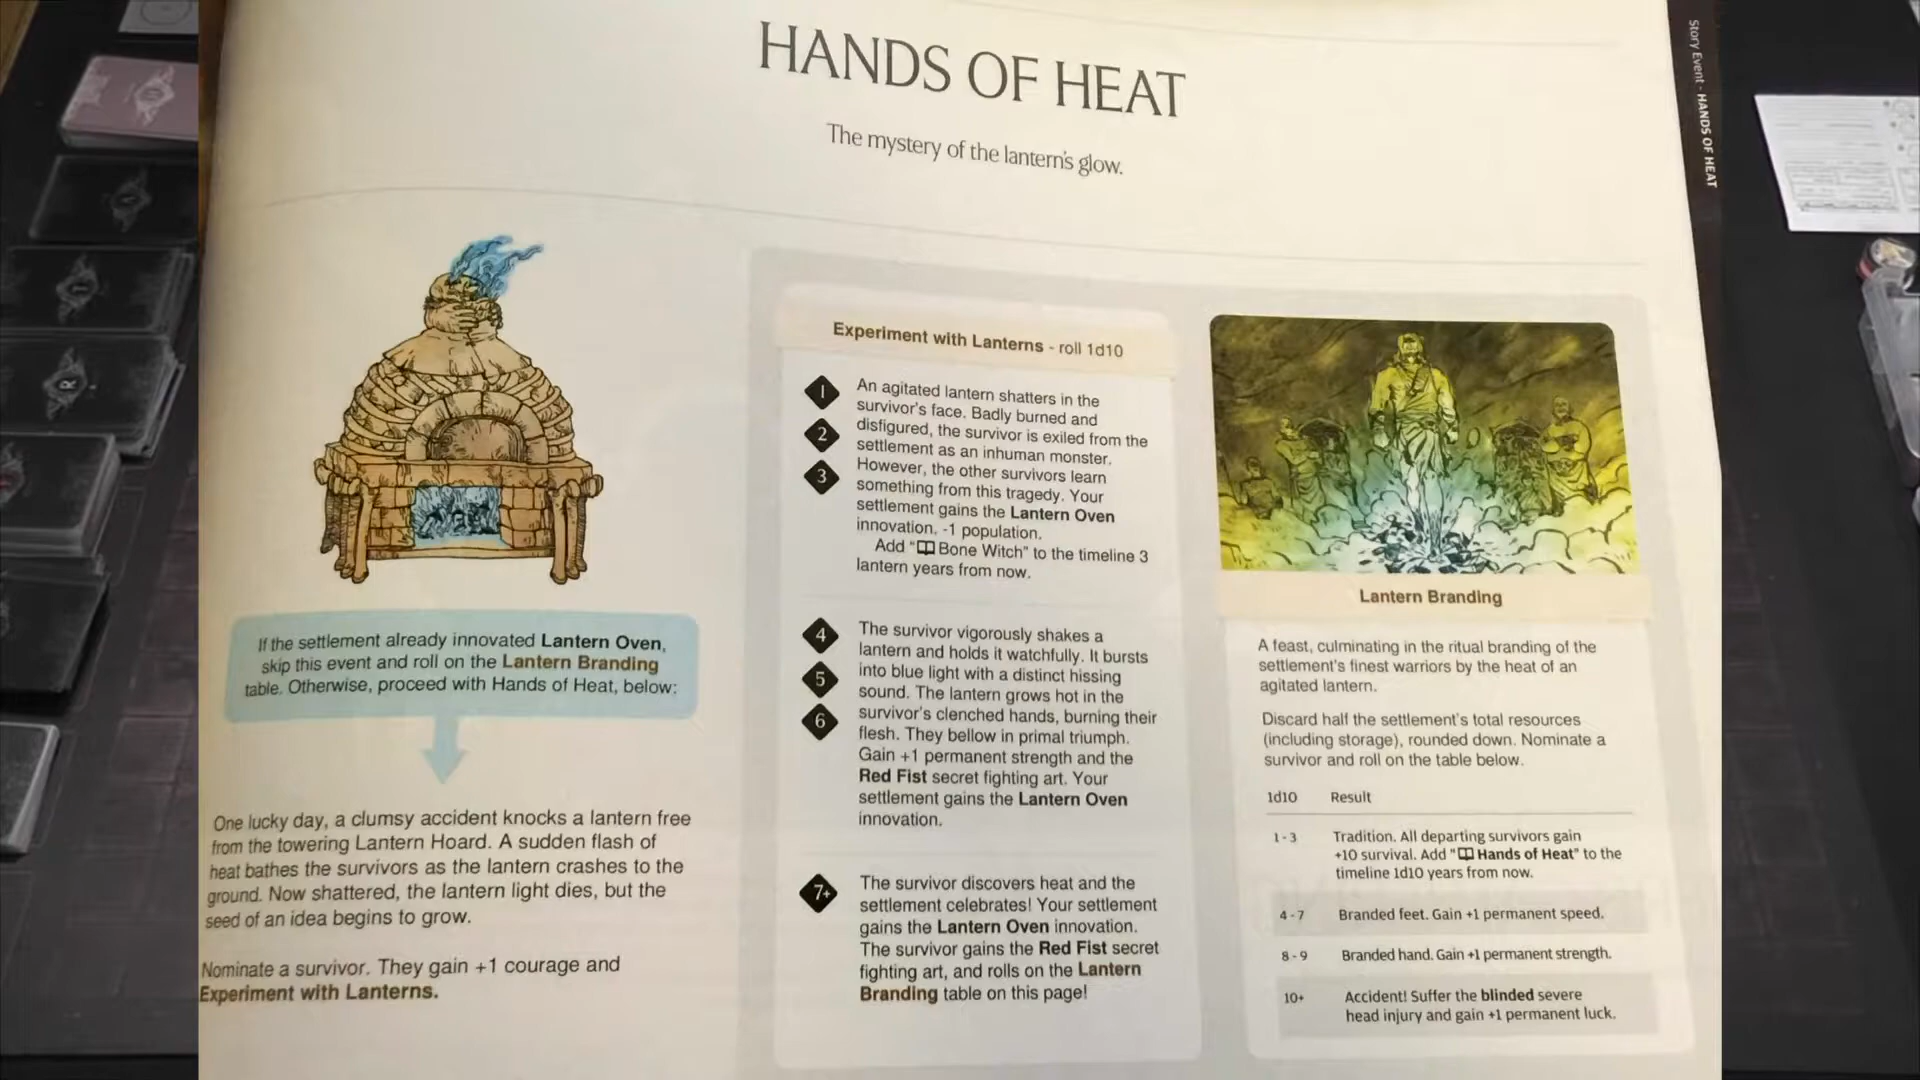 HANDS OF HEAT
The mystery of the lantern's glow.
Story Event - HANDS OF HEAT
If the settlement already innovated Lantern Oven,
skip this event and roll on the Lantern Branding
table. Otherwise, proceed with Hands of Heat, below:
One lucky day, a clumsy accident knocks a lantern free
from the towering Lantern Hoard. A sudden flash of
heat bathes the survivors as the lantern crashes to the
ground. Now shattered, the lantern light dies, but the
seed of an idea begins to grow.
Nominate a survivor. They gain +1 courage and
Experiment with Lanterns.
Experiment with Lanterns - roll 1d10
1
2
3
An agitated lantern shatters in the
survivor's face. Badly burned and
disfigured, the survivor is exiled from the
settlement as an inhuman monster.
However, the other survivors learn
something from this tragedy. Your
settlement gains the Lantern Oven
innovation. -1 population.
Add "Bone Witch" to the timeline 3
lantern years from now.
4
5
6
The survivor vigorously shakes a
lantern and holds it watchfully. It bursts
into blue light with a distinct hissing
sound. The lantern grows hot in the
survivor's clenched hands, burning their
flesh. They bellow in primal triumph.
Gain +1 permanent strength and the
Red Fist secret fighting art. Your
settlement gains the Lantern Oven
innovation.
7+
The survivor discovers heat and the
settlement celebrates! Your settlement
gains the Lantern Oven innovation.
The survivor gains the Red Fist secret
fighting art, and rolls on the Lantern
Branding table on this page!
Lantern Branding
A feast, culminating in the ritual branding of the
settlement's finest warriors by the heat of an
agitated lantern.
Discard half the settlement's total resources
(including storage), rounded down. Nominate a
survivor and roll on the table below.
1d10 Result
1 - 3 Tradition. All departing survivors gain
+10 survival. Add "Hands of Heat" to the
timeline 1d10 years from now.
4 - 7 Branded feet. Gain +1 permanent speed.
8 - 9 Branded hand. Gain +1 permanent strength.
10+ Accident! Suffer the blinded severe
head injury and gain +1 permanent luck.